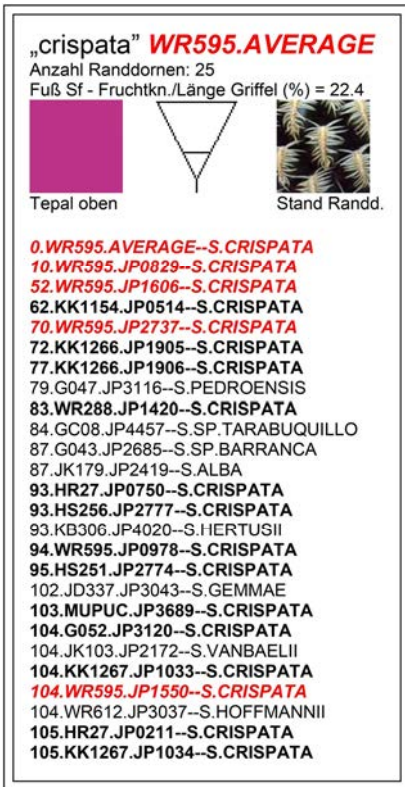 „crispata” WR595.AVERAGE
Anzahl Randdornen: 25
Fuß Sf - Fruchtkn./Länge Griffel (%) = 22.4
Tepal oben Stand Randd.
0.WR595.AVERAGE--S.CRISPATA
10.WR595.JP0829--S.CRISPATA
52.WR595.JP1606--S.CRISPATA
62.KK1154.JP0514--S.CRISPATA
70.WR595.JP2737--S.CRISPATA
72.KK1266.JP1905--S.CRISPATA
77.KK1266.JP1906--S.CRISPATA
79.G047.JP3116--S.PEDROENSIS
83.WR288.JP1420--S.CRISPATA
84.GC08.JP4457--S.SP.TARABUQUILLO
87.G043.JP2685--S.SP.BARRANCA
87.JK179.JP2419--S.ALBA
93.HR27.JP0750--S.CRISPATA
93.HS256.JP2777--S.CRISPATA
93.KB306.JP4020--S.HERTUSII
94.WR595.JP0978--S.CRISPATA
95.HS251.JP2774--S.CRISPATA
102.JD337.JP3043--S.GEMMAE
103.MUPUC.JP3689--S.CRISPATA
104.G052.JP3120--S.CRISPATA
104.JK103.JP2172--S.VANBAELII
104.KK1267.JP1033--S.CRISPATA
104.WR595.JP1550--S.CRISPATA
104.WR612.JP3037--S.HOFFMANNII
105.HR27.JP0211--S.CRISPATA
105.KK1267.JP1034--S.CRISPATA